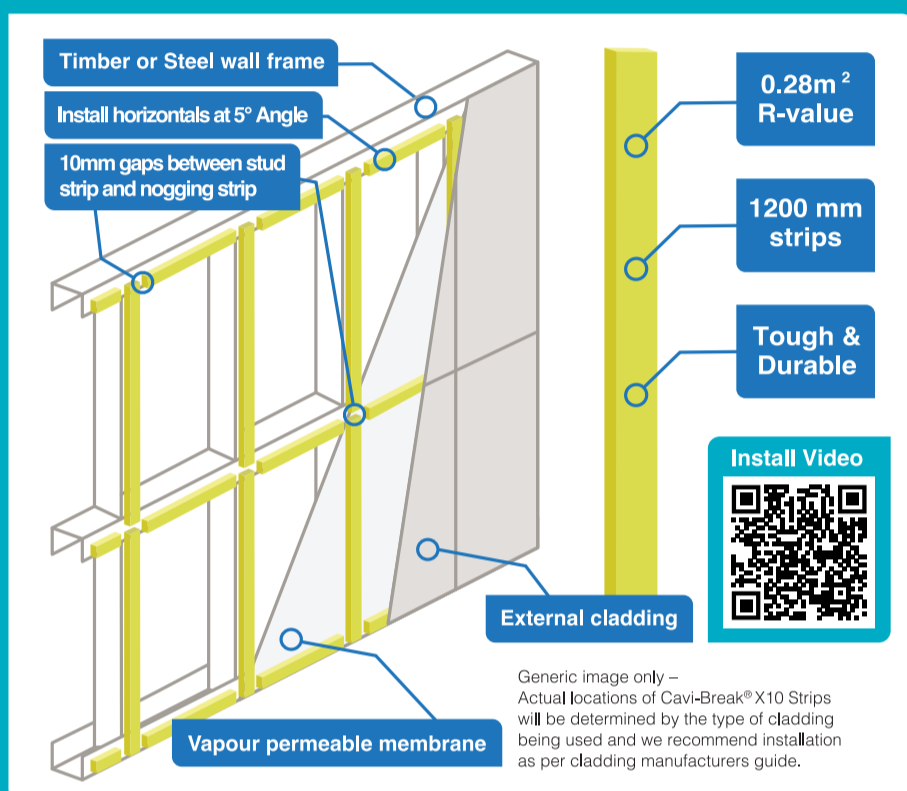 Timber or Steel wall frame
Install horizontals at 5° Angle
10mm gaps between stud
strip and nogging strip
0.28m²
R-value
1200 mm
strips
Tough &
Durable
Install Video
External cladding
Vapour permeable membrane
Generic image only –
Actual locations of Cavi-Break® X10 Strips
will be determined by the type of cladding
being used and we recommend installation
as per cladding manufacturers guide.